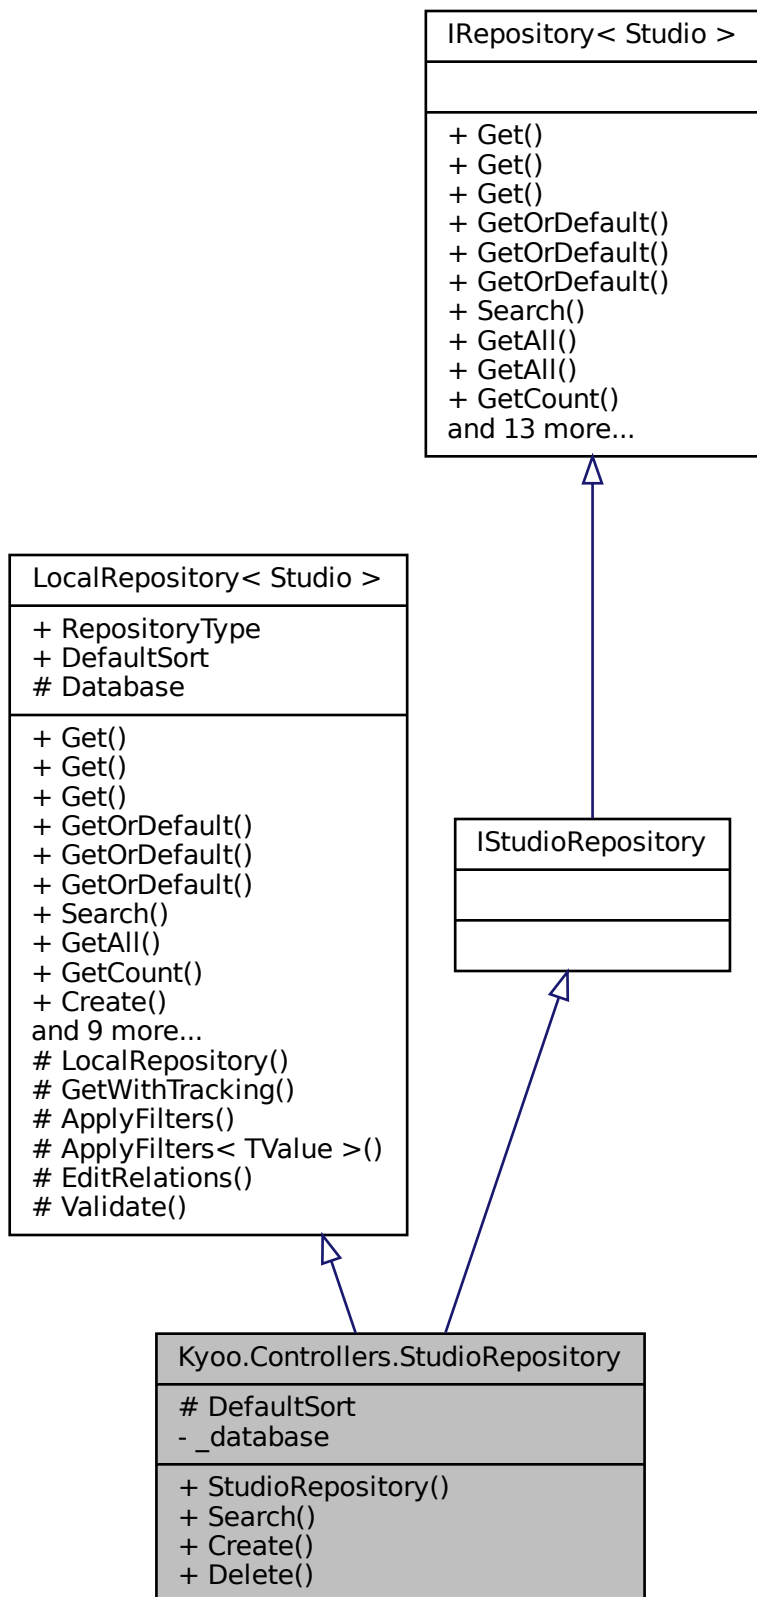 IRepository< Studio >
+ Get()
+ Get()
+ Get()
+ GetOrDefault()
+ GetOrDefault()
+ GetOrDefault()
+ Search()
+ GetAll()
+ GetAll()
+ GetCount()
and 13 more...
LocalRepository< Studio >
+ RepositoryType
+ DefaultSort
# Database
+ Get()
+ Get()
+ Get()
+ GetOrDefault()
+ GetOrDefault()
+ GetOrDefault()
+ Search()
+ GetAll()
+ GetCount()
+ Create()
and 9 more...
# LocalRepository()
# GetWithTracking()
# ApplyFilters()
# ApplyFilters< TValue >()
# EditRelations()
# Validate()
IStudioRepository
Kyoo.Controllers.StudioRepository
# DefaultSort
- _database
+ StudioRepository()
+ Search()
+ Create()
+ Delete()